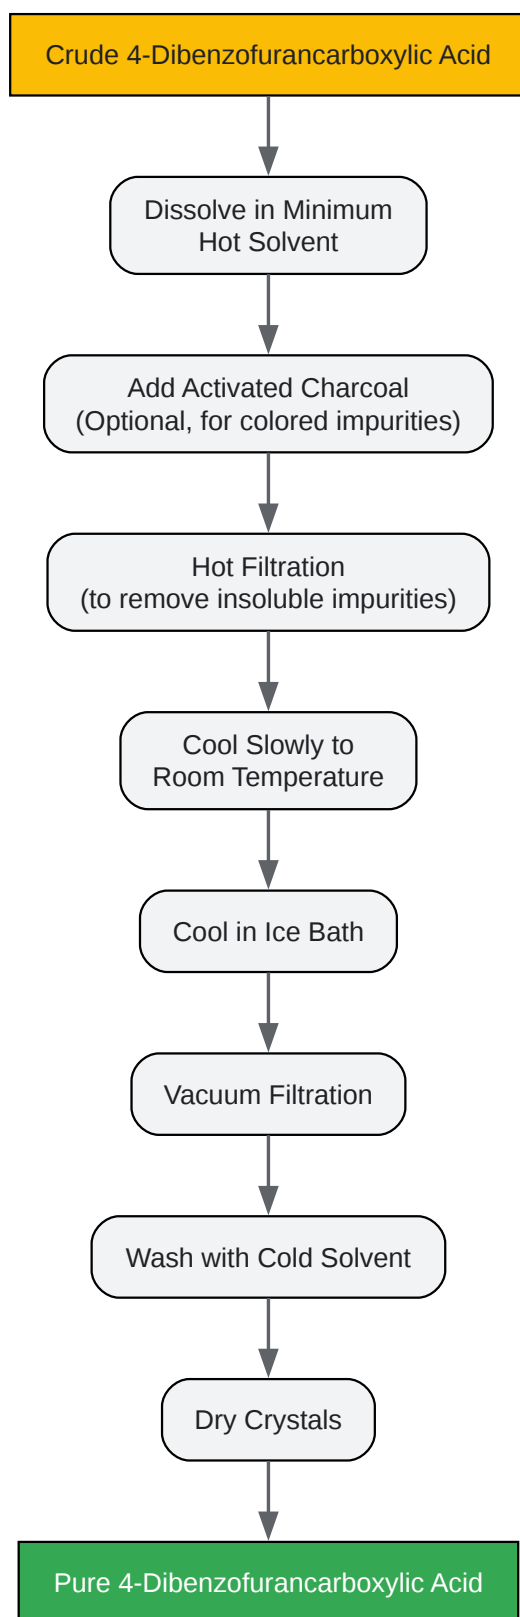 Crude 4-Dibenzofurancarboxylic Acid
Dissolve in Minimum
Hot Solvent
Add Activated Charcoal
(Optional, for colored impurities)
Hot Filtration
(to remove insoluble impurities)
Cool Slowly to
Room Temperature
Cool in Ice Bath
Vacuum Filtration
Wash with Cold Solvent
Dry Crystals
Pure 4-Dibenzofurancarboxylic Acid